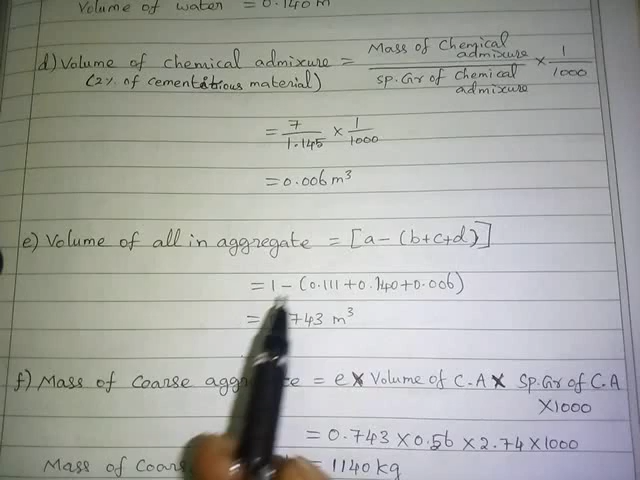 Volume of water = 0.140 m
d) Volume of chemical admixure = Mass of Chemical admixure / Sp.Gr of Chemical admixure × 1/1000
(2% of cementitious material)
= 7/1.145 × 1/1000
= 0.006 m³
e) Volume of all in aggregate = [a - (b+c+d)]
= 1 - (0.111 + 0.140 + 0.006)
= 743 m³
f) Mass of Coarse agg te = e × Volume of C.A × Sp.Gr of C.A
×1000
= 0.743 × 0.56 × 2.74 × 1000
Mass of Coars = 1140 kg